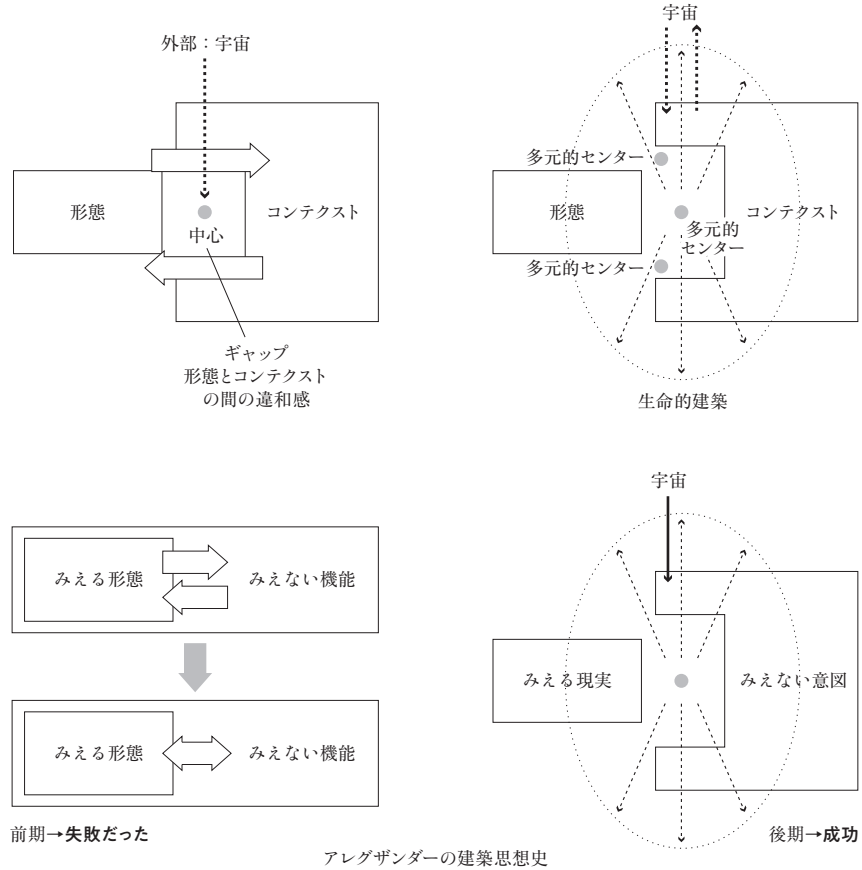 外部：宇宙
形態
中心
コンテクスト
ギャップ
形態とコンテクスト
の間の違和感
宇宙
多元的センター
形態
多元的
センター
コンテクスト
多元的センター
生命的建築
みえる形態
みえない機能
みえる形態
みえない機能
前期→失敗だった
宇宙
みえる現実
みえない意図
後期→成功
アレグザンダーの建築思想史